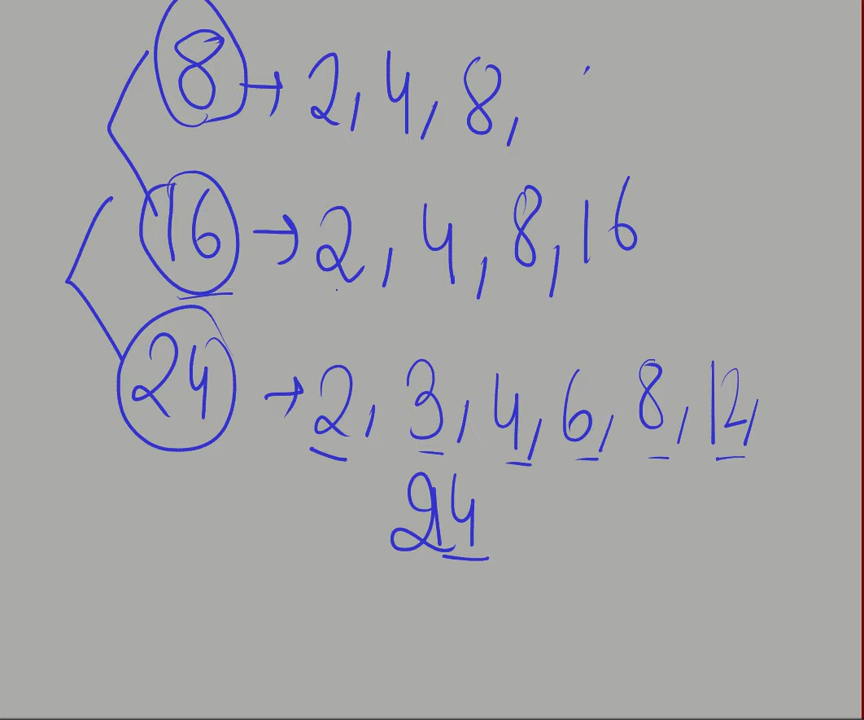 8 → 2, 4, 8,
16 → 2, 4, 8, 16
24 → 2, 3, 4, 6, 8, 12,
24